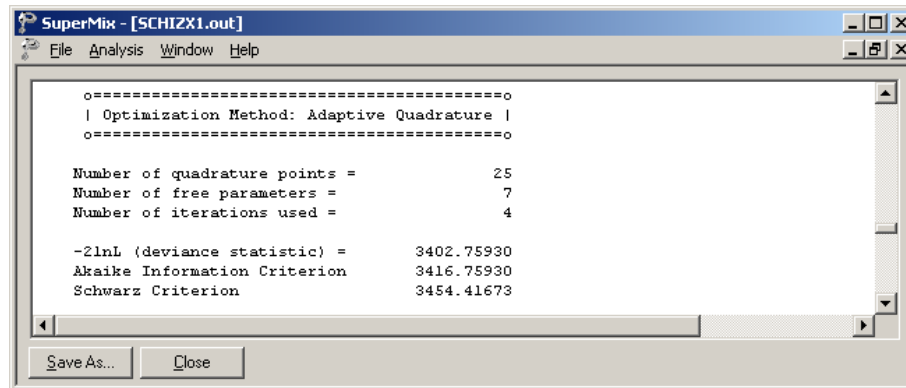 SuperMix - [SCHIZX1.out]
File Analysis Window Help
o==========================================o
| Optimization Method: Adaptive Quadrature |
o==========================================o
Number of quadrature points = 25
Number of free parameters = 7
Number of iterations used = 4
-2lnL (deviance statistic) = 3402.75930
Akaike Information Criterion 3416.75930
Schwarz Criterion 3454.41673
Save As... Close